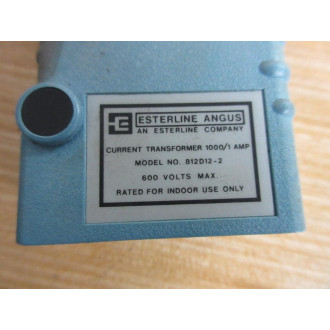 ESTERLINE ANGUS
AN ESTERLINE COMPANY
CURRENT TRANSFORMER 1000/1 AMP
MODEL NO. 812D12-2
600 VOLTS MAX.
RATED FOR INDOOR USE ONLY